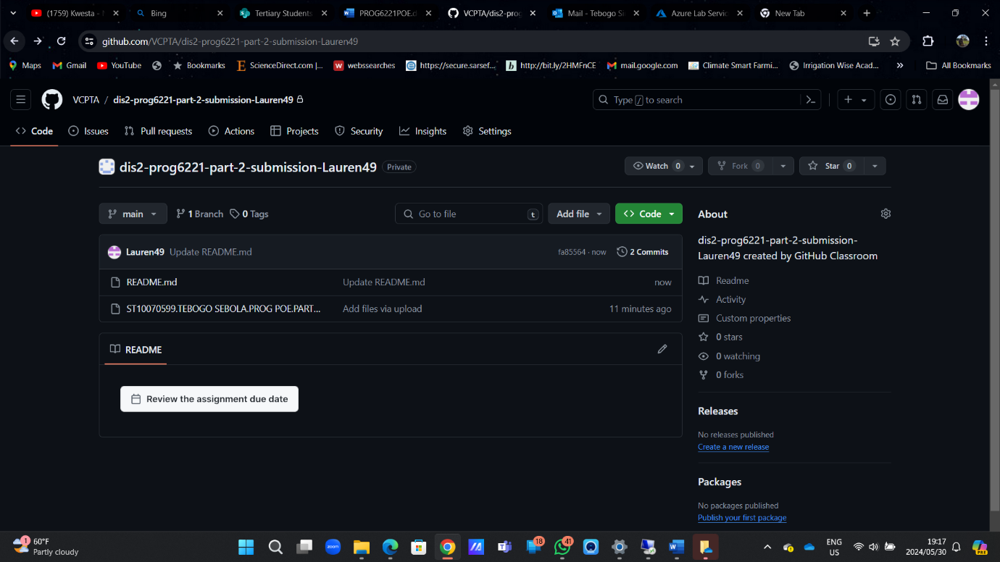 (1759) Kwesta -
Bing
Tertiary Students
PROG6221POE.d
VCPTA/dis2-prog
Mail - Tebogo S
Azure Lab Servic
New Tab
github.com/VCPTA/dis2-prog6221-part-2-submission-Lauren49
Maps
Gmail
YouTube
Bookmarks
ScienceDirect.com |...
webssearches
https://secure.sarsef...
http://bit.ly/2HMFnCE
mail.google.com
Climate Smart Farmi...
Irrigation Wise Acad...
All Bookmarks
VCPTA / dis2-prog6221-part-2-submission-Lauren49
Type / to search
Code
Issues
Pull requests
Actions
Projects
Security
Insights
Settings
dis2-prog6221-part-2-submission-Lauren49 Private
Watch 0
Fork 0
Star 0
main
1 Branch
0 Tags
Go to file t
Add file
Code
Lauren49 Update README.md fa85564 · now 2 Commits
README.md Update README.md now
ST10070599.TEBOGO SEBOLA.PROG POE.PART... Add files via upload 11 minutes ago
README
Review the assignment due date
About
dis2-prog6221-part-2-submission-
Lauren49 created by GitHub Classroom
Readme
Activity
Custom properties
0 stars
0 watching
0 forks
Releases
No releases published
Create a new release
Packages
No packages published
Publish your first package
1
60°F
Partly cloudy
zoom
18
41
ENG
US
19:17
2024/05/30
PRE